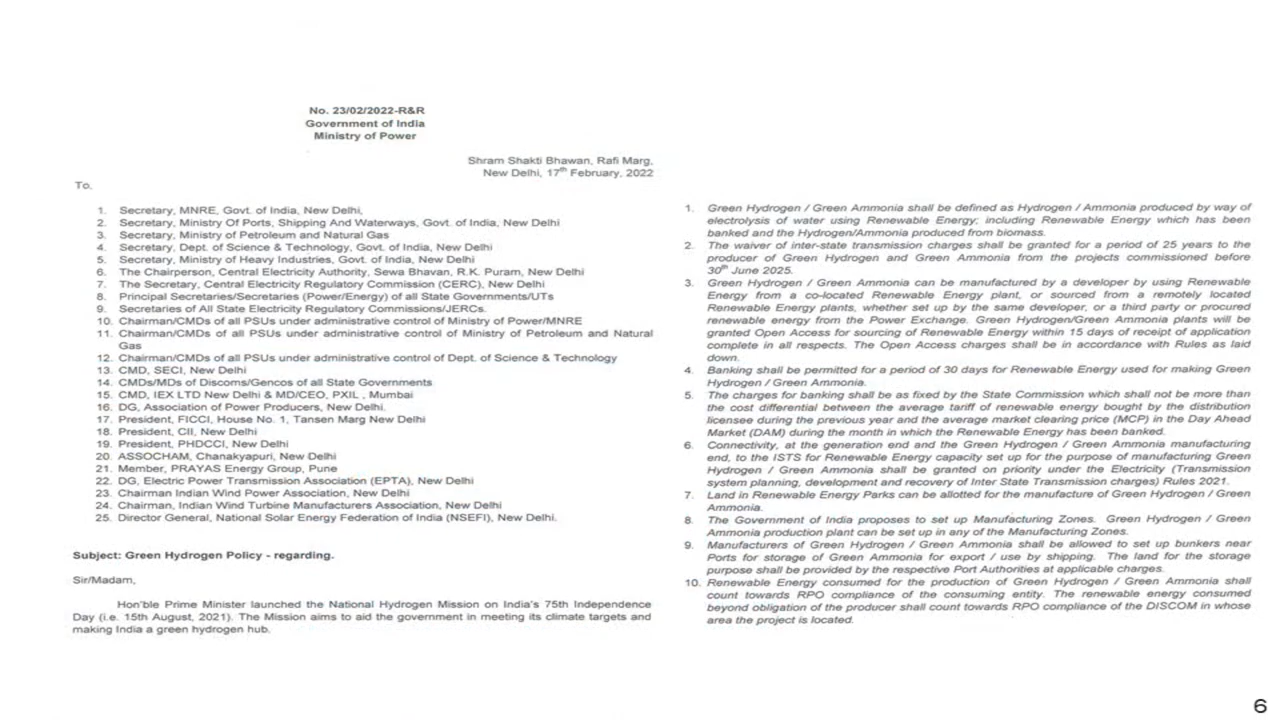 No. 23/02/2022-R&R
Government of India
Ministry of Power
Shram Shakti Bhawan, Rafi Marg,
New Delhi, 17th February, 2022
To.
1. Secretary, MNRE, Govt. of India, New Delhi,
2. Secretary, Ministry Of Ports, Shipping And Waterways, Govt. of India, New Delhi
3. Secretary, Ministry of Petroleum and Natural Gas
4. Secretary, Dept. of Science & Technology, Govt. of India, New Delhi
5. Secretary, Ministry of Heavy Industries, Govt. of India, New Delhi
6. The Chairperson, Central Electricity Authority, Sewa Bhavan, R.K. Puram, New Delhi
7. The Secretary, Central Electricity Regulatory Commission (CERC), New Delhi
8. Principal Secretaries/Secretaries (Power/Energy) of all State Governments/UTs
9. Secretaries of All State Electricity Regulatory Commissions/JERCs.
10. Chairman/CMDs of all PSUs under administrative control of Ministry of Power/MNRE
11. Chairman/CMDs of all PSUs under administrative control of Ministry of Petroleum and Natural
Gas
12. Chairman/CMDs of all PSUs under administrative control of Dept. of Science & Technology
13. CMD, SECI, New Delhi
14. CMDs/MDs of Discoms/Gencos of all State Governments
15. CMD, IEX LTD New Delhi & MD/CEO, PXIL , Mumbai
16. DG, Association of Power Producers, New Delhi.
17. President, FICCI, House No. 1, Tansen Marg New Delhi
18. President, CII, New Delhi
19. President, PHDCCI, New Delhi
20. ASSOCHAM, Chanakyapuri, New Delhi
21. Member, PRAYAS Energy Group, Pune
22. DG, Electric Power Transmission Association (EPTA), New Delhi
23. Chairman Indian Wind Power Association, New Delhi
24. Chairman, Indian Wind Turbine Manufacturers Association, New Delhi
25. Director General, National Solar Energy Federation of India (NSEFI), New Delhi.
Subject: Green Hydrogen Policy - regarding.
Sir/Madam,
Hon'ble Prime Minister launched the National Hydrogen Mission on India's 75th Independence
Day (i.e. 15th August, 2021). The Mission aims to aid the government in meeting its climate targets and
making India a green hydrogen hub.
1. Green Hydrogen / Green Ammonia shall be defined as Hydrogen / Ammonia produced by way of
electrolysis of water using Renewable Energy; including Renewable Energy which has been
banked and the Hydrogen/Ammonia produced from biomass.
2. The waiver of inter-state transmission charges shall be granted for a period of 25 years to the
producer of Green Hydrogen and Green Ammonia from the projects commissioned before
30th June 2025.
3. Green Hydrogen / Green Ammonia can be manufactured by a developer by using Renewable
Energy from a co-located Renewable Energy plant, or sourced from a remotely located
Renewable Energy plants, whether set up by the same developer, or a third party or procured
renewable energy from the Power Exchange. Green Hydrogen/Green Ammonia plants will be
granted Open Access for sourcing of Renewable Energy within 15 days of receipt of application
complete in all respects. The Open Access charges shall be in accordance with Rules as laid
down.
4. Banking shall be permitted for a period of 30 days for Renewable Energy used for making Green
Hydrogen / Green Ammonia.
5. The charges for banking shall be as fixed by the State Commission which shall not be more than
the cost differential between the average tariff of renewable energy bought by the distribution
licensee during the previous year and the average market clearing price (MCP) in the Day Ahead
Market (DAM) during the month in which the Renewable Energy has been banked.
6. Connectivity, at the generation end and the Green Hydrogen / Green Ammonia manufacturing
end, to the ISTS for Renewable Energy capacity set up for the purpose of manufacturing Green
Hydrogen / Green Ammonia shall be granted on priority under the Electricity (Transmission
system planning, development and recovery of Inter State Transmission charges) Rules 2021.
7. Land in Renewable Energy Parks can be allotted for the manufacture of Green Hydrogen / Green
Ammonia.
8. The Government of India proposes to set up Manufacturing Zones. Green Hydrogen / Green
Ammonia production plant can be set up in any of the Manufacturing Zones.
9. Manufacturers of Green Hydrogen / Green Ammonia shall be allowed to set up bunkers near
Ports for storage of Green Ammonia for export / use by shipping. The land for the storage
purpose shall be provided by the respective Port Authorities at applicable charges.
10. Renewable Energy consumed for the production of Green Hydrogen / Green Ammonia shall
count towards RPO compliance of the consuming entity. The renewable energy consumed
beyond obligation of the producer shall count towards RPO compliance of the DISCOM in whose
area the project is located.
6